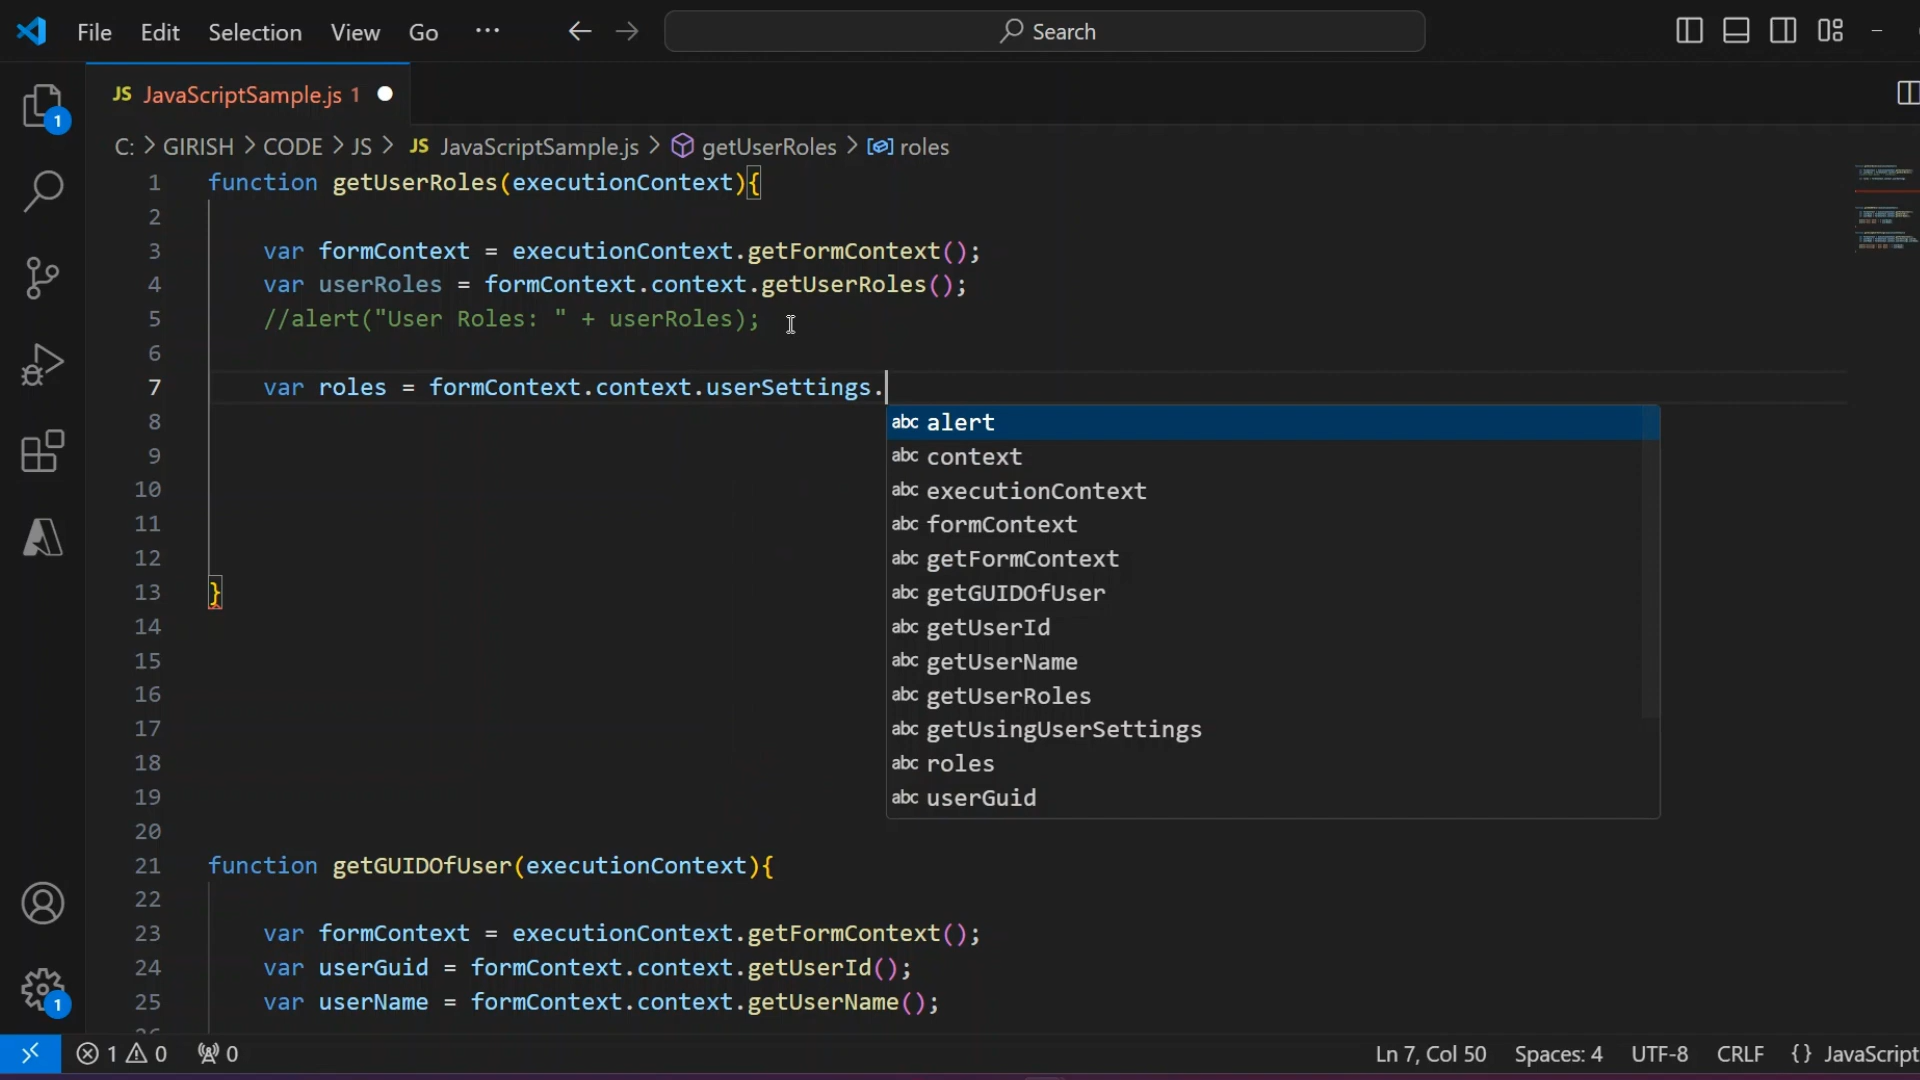 File Edit Selection View Go ··· Search
JS JavaScriptSample.js 1
1
C: > GIRISH > CODE > JS > JS JavaScriptSample.js > getUserRoles > roles
1 function getUserRoles(executionContext){
2
3 var formContext = executionContext.getFormContext();
4 var userRoles = formContext.context.getUserRoles();
5 //alert("User Roles: " + userRoles);
6
7 var roles = formContext.context.userSettings.
8 abc alert
9 abc context
10 abc executionContext
11 abc formContext
12 abc getFormContext
13 } abc getGUIDOfUser
14 abc getUserId
15 abc getUserName
16 abc getUserRoles
17 abc getUsingUserSettings
18 abc roles
19 abc userGuid
20
21 function getGUIDOfUser(executionContext){
22
23 var formContext = executionContext.getFormContext();
24 var userGuid = formContext.context.getUserId();
25 var userName = formContext.context.getUserName();
26
1
1 0 0 Ln 7, Col 50 Spaces: 4 UTF-8 CRLF {} JavaScript